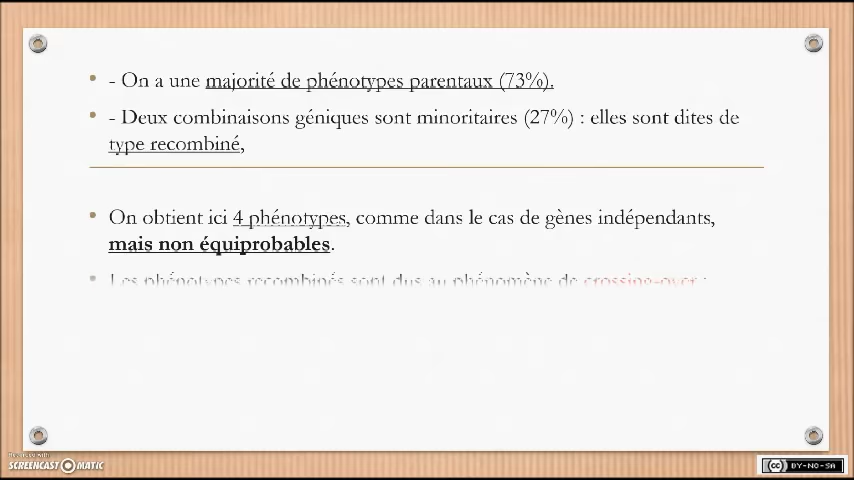 - On a une majorité de phénotypes parentaux (73%).
- Deux combinaisons géniques sont minoritaires (27%) : elles sont dites de
type recombiné,
On obtient ici 4 phénotypes, comme dans le cas de gènes indépendants,
mais non équiprobables.
Les phénotypes recombinés sont dus au phénomène de crossing-over :
SCREENCAST MATIC
cc BY-NC-SA